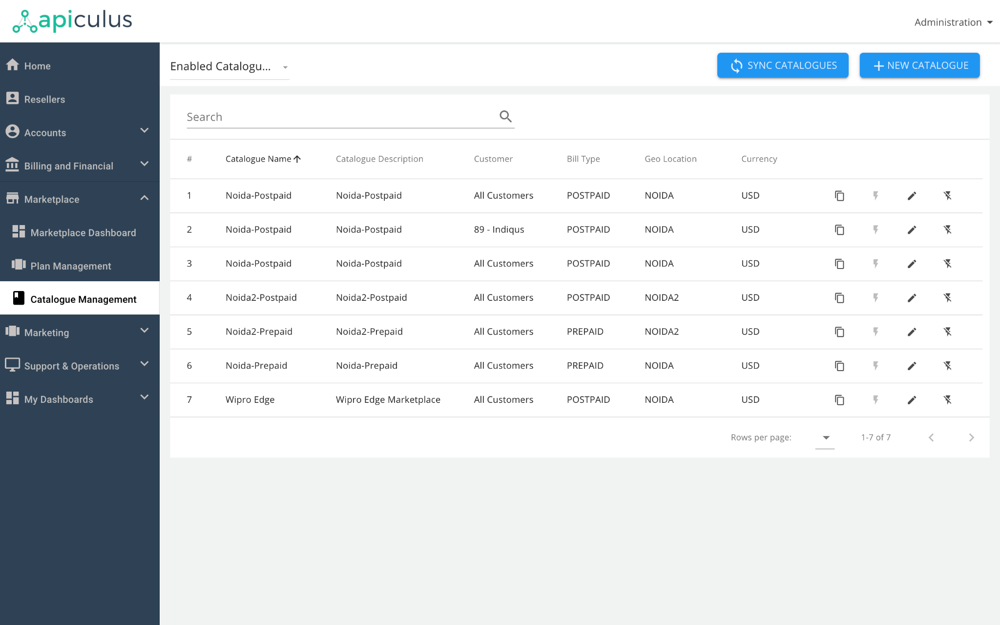 apiculus
Administration
Home
Resellers
Accounts
Billing and Financial
Marketplace
Marketplace Dashboard
Plan Management
Catalogue Management
Marketing
Support & Operations
My Dashboards
Enabled Catalogu...
SYNC CATALOGUES
NEW CATALOGUE
Search
# Catalogue Name Catalogue Description Customer Bill Type Geo Location Currency
1 Noida-Postpaid Noida-Postpaid All Customers POSTPAID NOIDA USD
2 Noida-Postpaid Noida-Postpaid 89 - Indiqus POSTPAID NOIDA USD
3 Noida-Postpaid Noida-Postpaid All Customers POSTPAID NOIDA USD
4 Noida2-Postpaid Noida2-Postpaid All Customers POSTPAID NOIDA2 USD
5 Noida2-Prepaid Noida2-Prepaid All Customers PREPAID NOIDA2 USD
6 Noida-Prepaid Noida-Prepaid All Customers PREPAID NOIDA USD
7 Wipro Edge Wipro Edge Marketplace All Customers POSTPAID NOIDA USD
Rows per page: 1-7 of 7